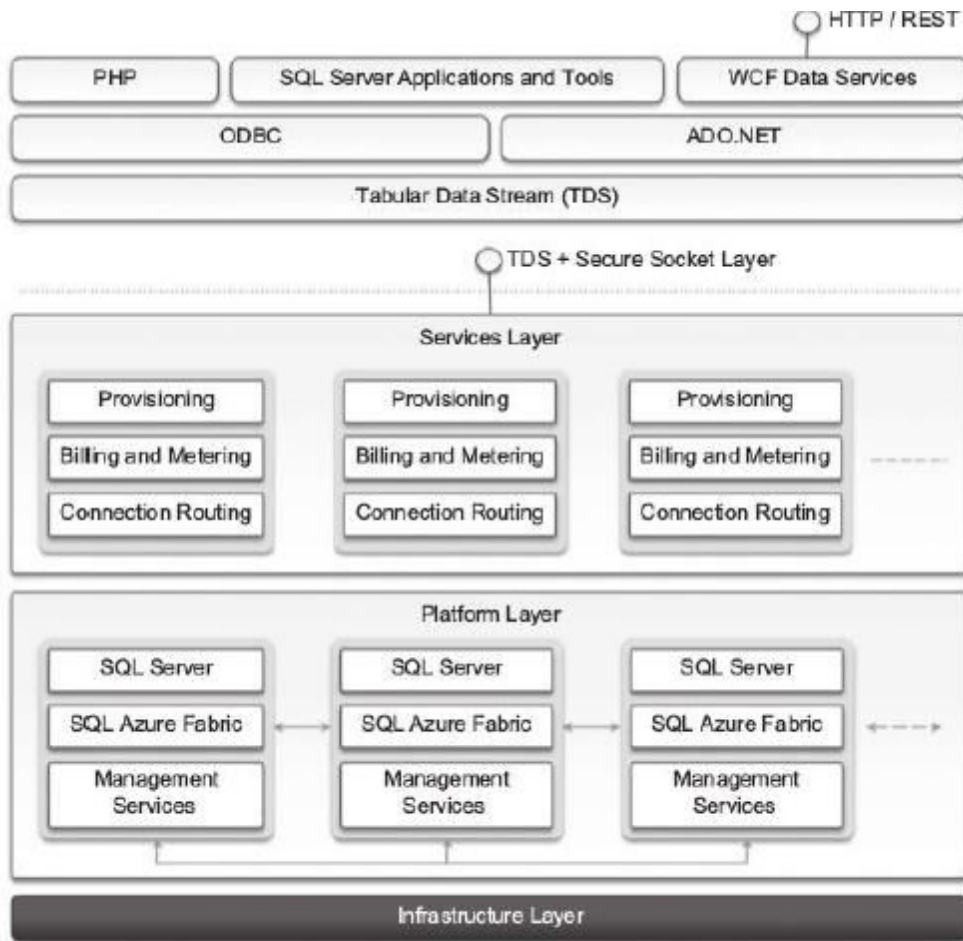 HTTP / REST
PHP
SQL Server Applications and Tools
WCF Data Services
ODBC
ADO.NET
Tabular Data Stream (TDS)
TDS + Secure Socket Layer
Services Layer
Provisioning
Billing and Metering
Connection Routing
Provisioning
Billing and Metering
Connection Routing
Provisioning
Billing and Metering
Connection Routing
Platform Layer
SQL Server
SQL Azure Fabric
Management
Services
SQL Server
SQL Azure Fabric
Management
Services
SQL Server
SQL Azure Fabric
Management
Services
Infrastructure Layer